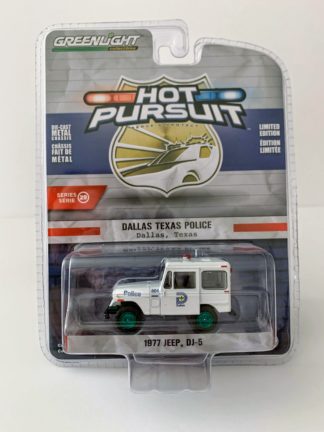 GREENLIGHT
HOT
PURSUIT
DIE-CAST
METAL
CHASSIS
CHÂSSIS
FAIT DE
MÉTAL
LIMITED
EDITION
ÉDITION
LIMITÉE
SERIES
SÉRIE
DALLAS TEXAS POLICE
Dallas, Texas
Police
1977 JEEP, DJ-5